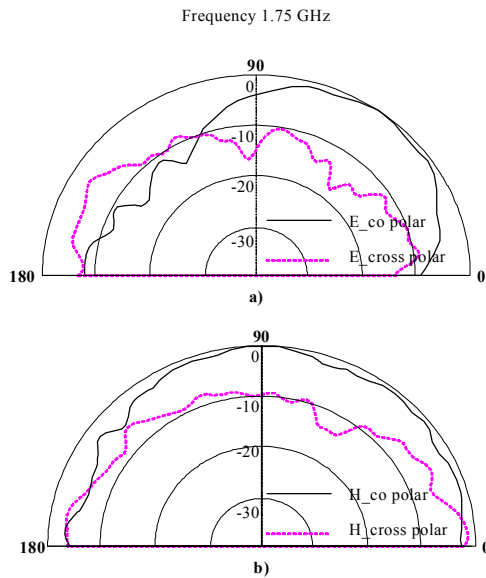 Frequency 1.75 GHz
90
0
-10
-20
-30
E_co polar
E_cross polar
180
0
a)
90
0
-10
-20
-30
H_co polar
H_cross polar
180
0
b)